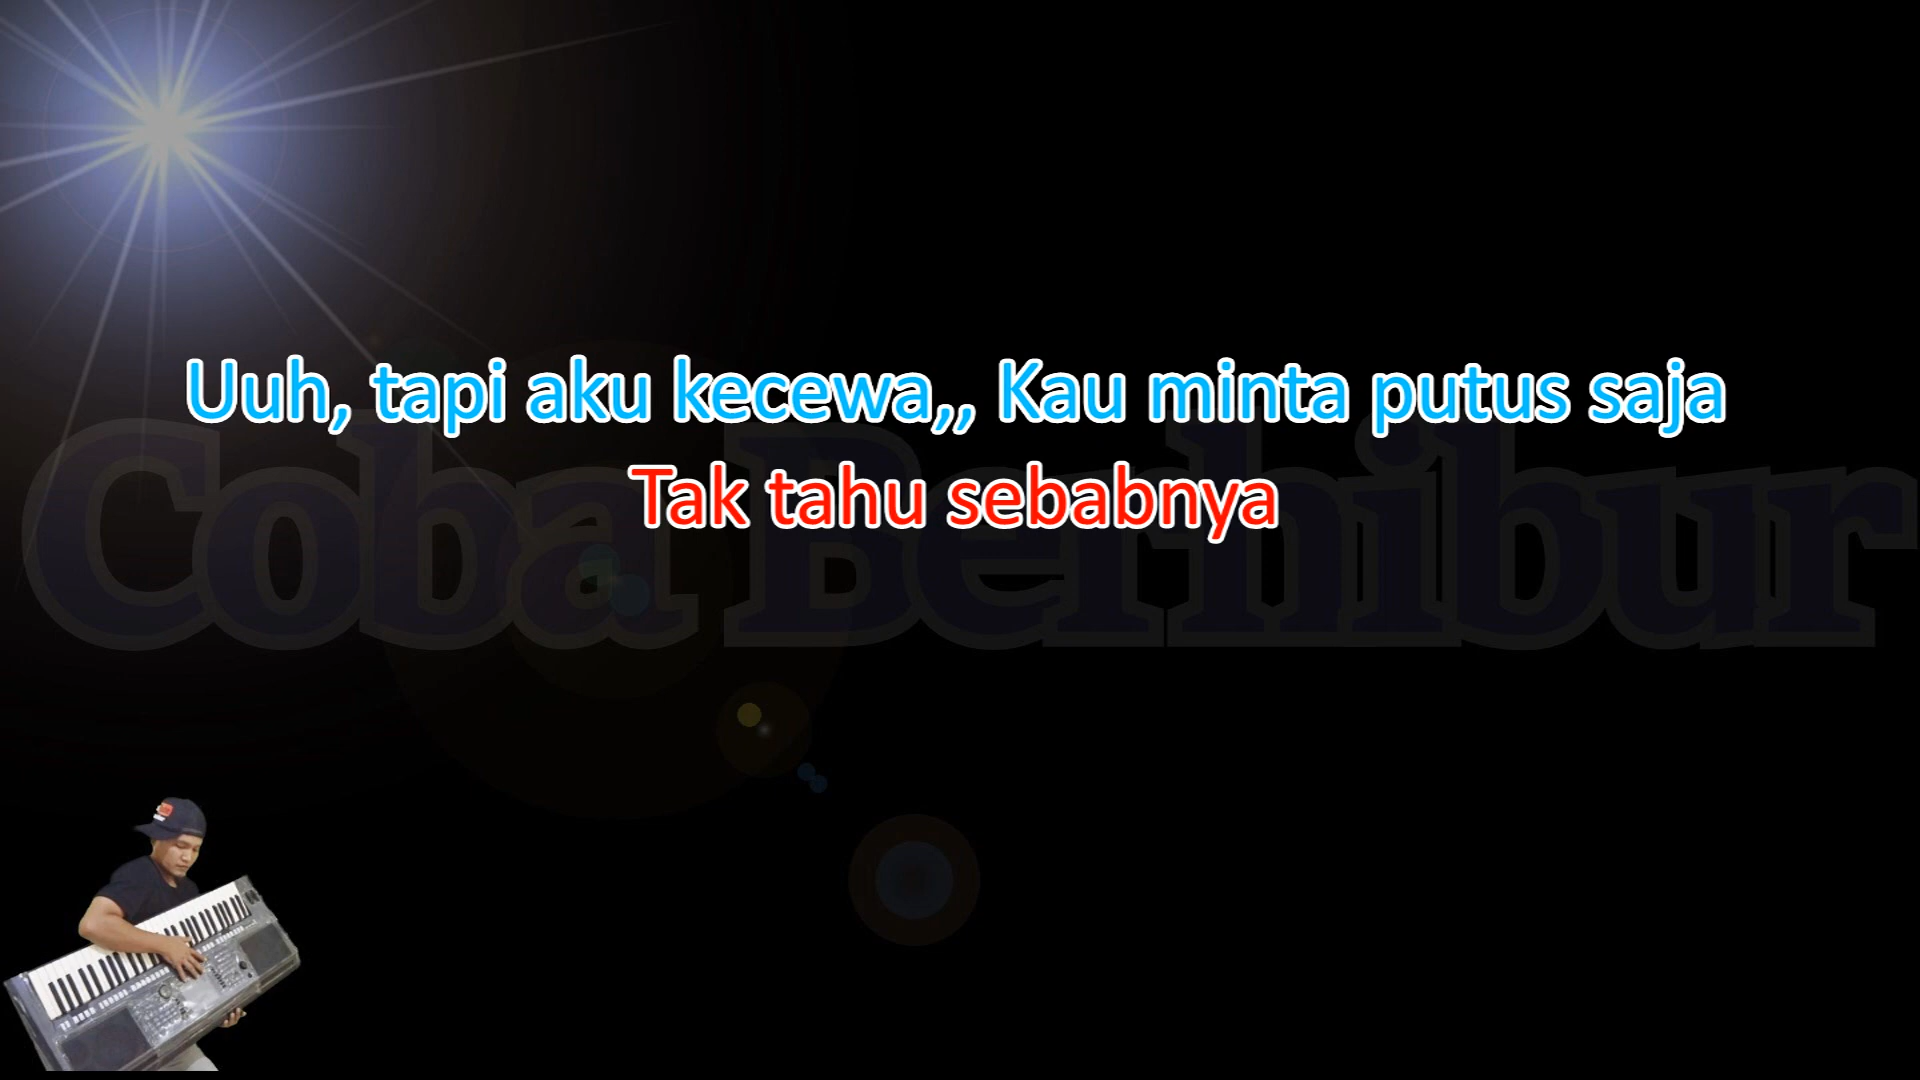 Uuh, tapi aku kecewa,, Kau minta putus saja
Tak tahu sebabnya
Coba Berhibur